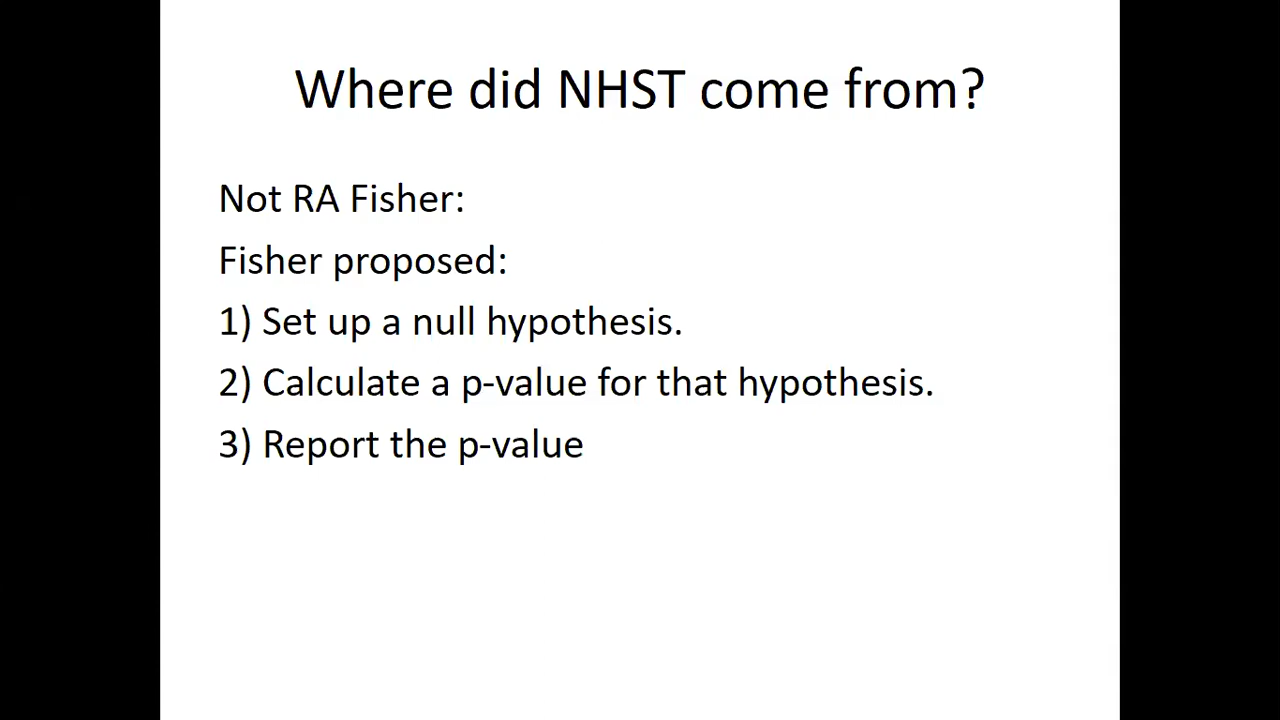 Where did NHST come from?
Not RA Fisher:
Fisher proposed:
1) Set up a null hypothesis.
2) Calculate a p-value for that hypothesis.
3) Report the p-value